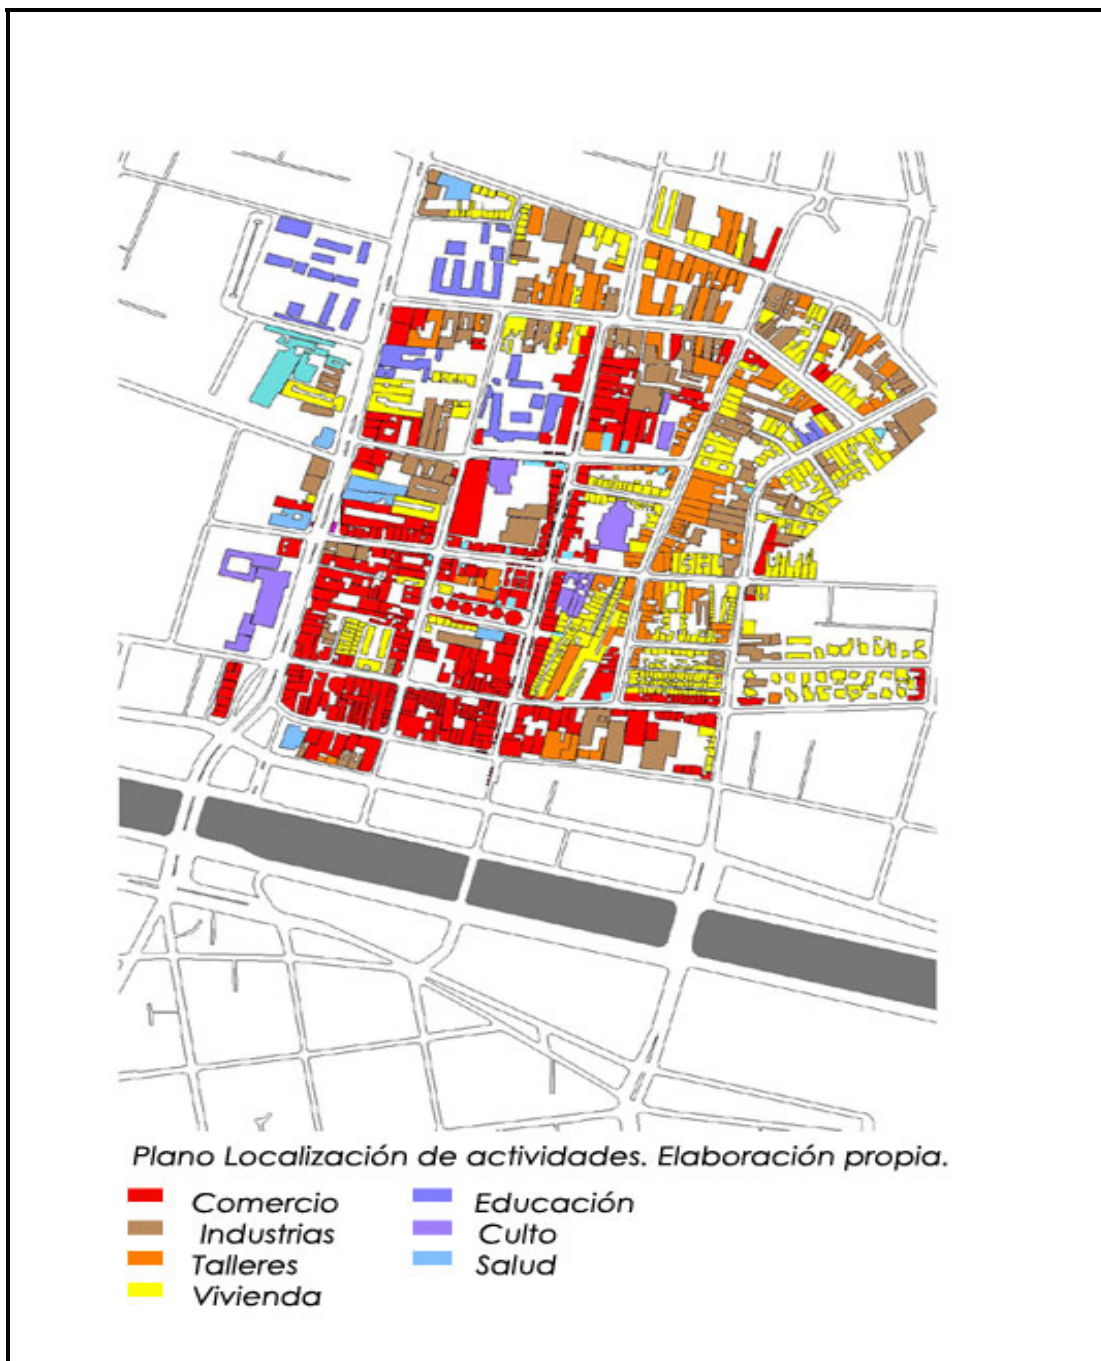 Plano Localización de actividades. Elaboración propia.
Comercio
Industrias
Talleres
Vivienda
Educación
Culto
Salud